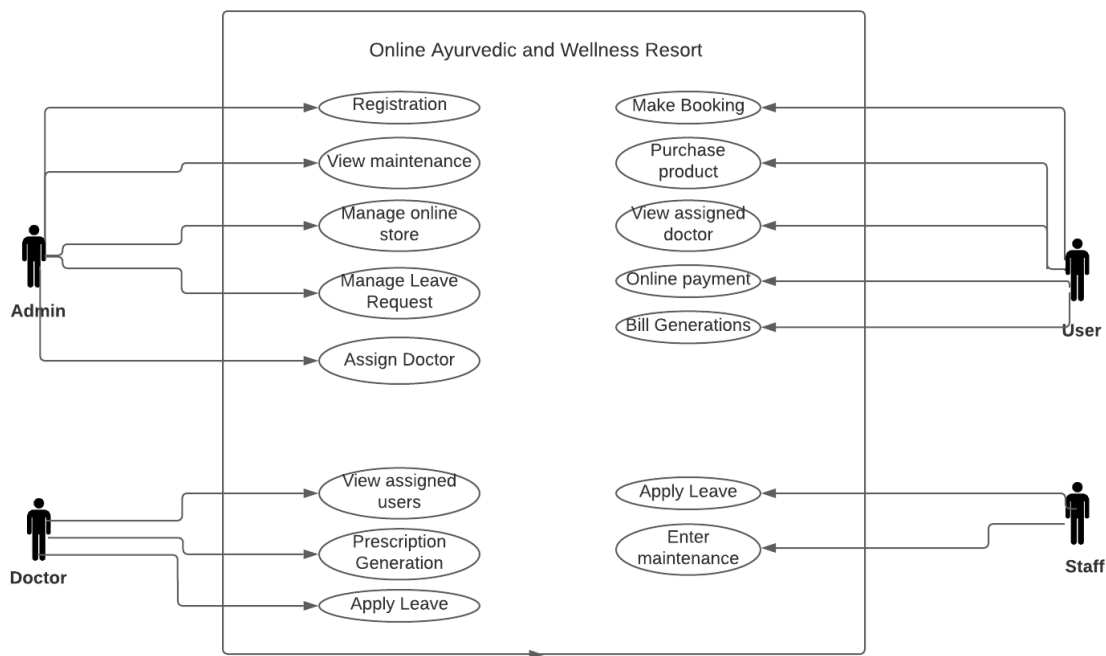 Online Ayurvedic and Wellness Resort
Registration
View maintenance
Manage online
store
Manage Leave
Request
Assign Doctor
Admin
Make Booking
Purchase
product
View assigned
doctor
Online payment
Bill Generations
User
View assigned
users
Prescription
Generation
Apply Leave
Doctor
Apply Leave
Enter
maintenance
Staff